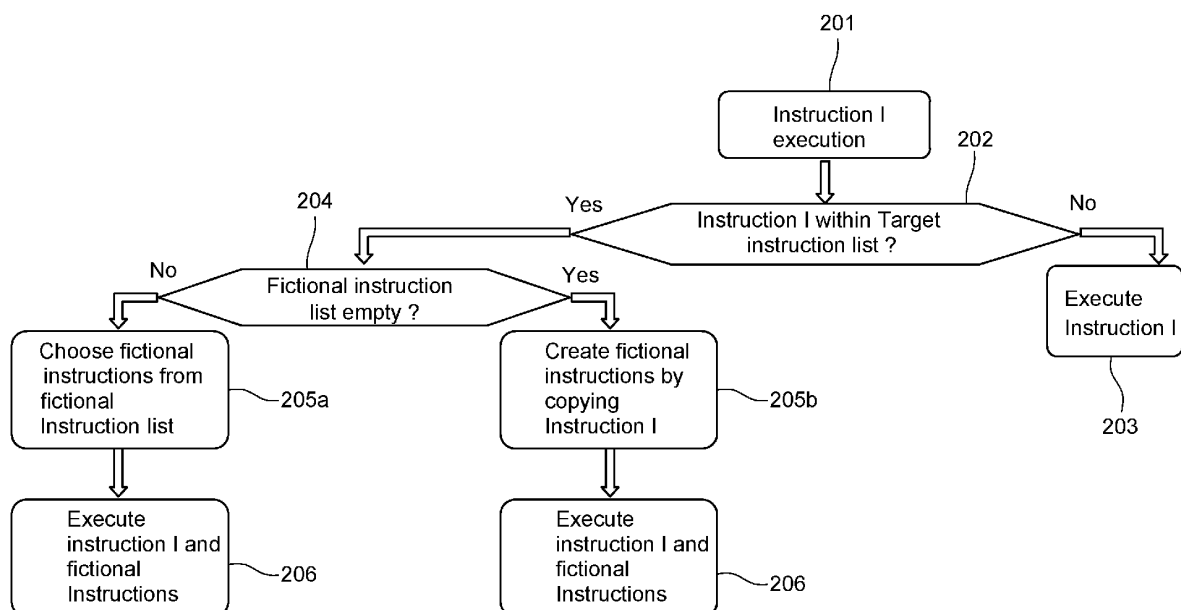 201
Instruction I
execution
202
Yes
Instruction I within Target
instruction list ?
No
204
No
Fictional instruction
list empty ?
Yes
Execute
Instruction I
203
Choose fictional
instructions from
fictional
Instruction list
205a
Create fictional
instructions by
copying
Instruction I
205b
Execute
instruction I and
fictional
Instructions
206
Execute
instruction I and
fictional
Instructions
206